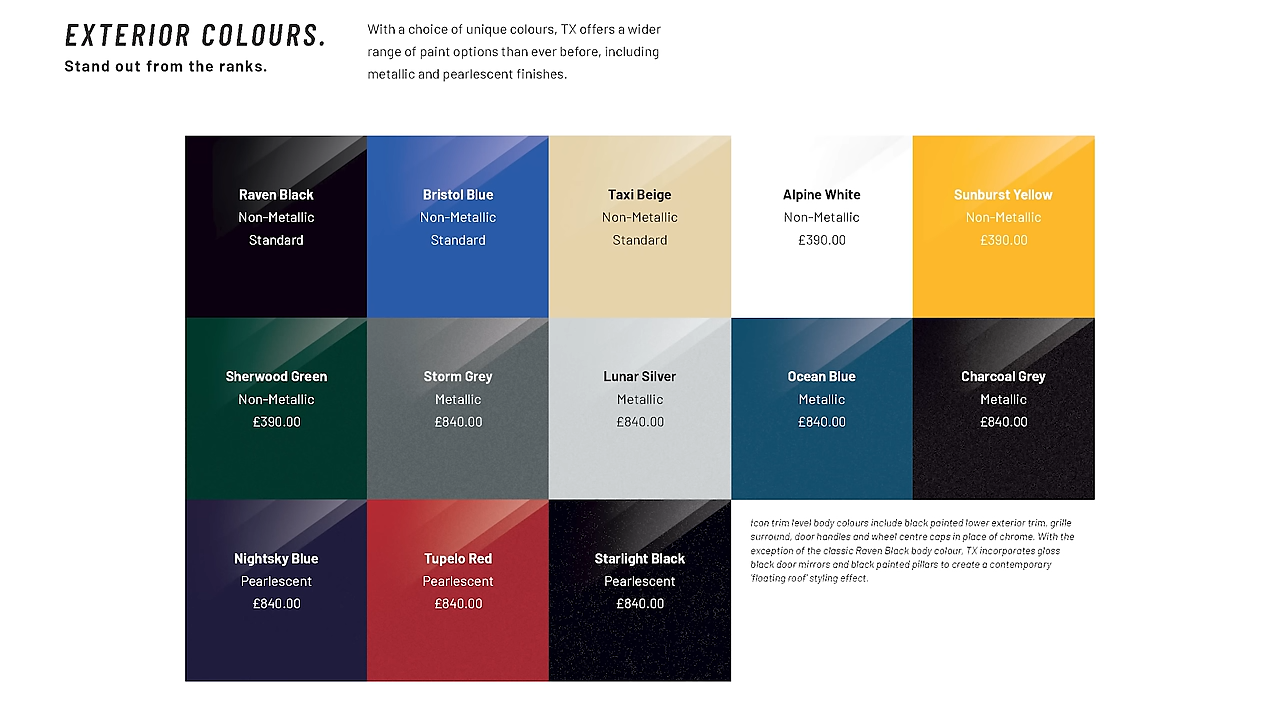 EXTERIOR COLOURS.
Stand out from the ranks.
With a choice of unique colours, TX offers a wider
range of paint options than ever before, including
metallic and pearlescent finishes.
Raven Black
Non-Metallic
Standard
Bristol Blue
Non-Metallic
Standard
Taxi Beige
Non-Metallic
Standard
Alpine White
Non-Metallic
£390.00
Sunburst Yellow
Non-Metallic
£390.00
Sherwood Green
Non-Metallic
£390.00
Storm Grey
Metallic
£840.00
Lunar Silver
Metallic
£840.00
Ocean Blue
Metallic
£840.00
Charcoal Grey
Metallic
£840.00
Nightsky Blue
Pearlescent
£840.00
Tupelo Red
Pearlescent
£840.00
Starlight Black
Pearlescent
£840.00
Icon trim level body colours include black painted lower exterior trim, grille
surround, door handles and wheel centre caps in place of chrome. With the
exception of the classic Raven Black body colour, TX incorporates gloss
black door mirrors and black painted pillars to create a contemporary
'floating roof' styling effect.